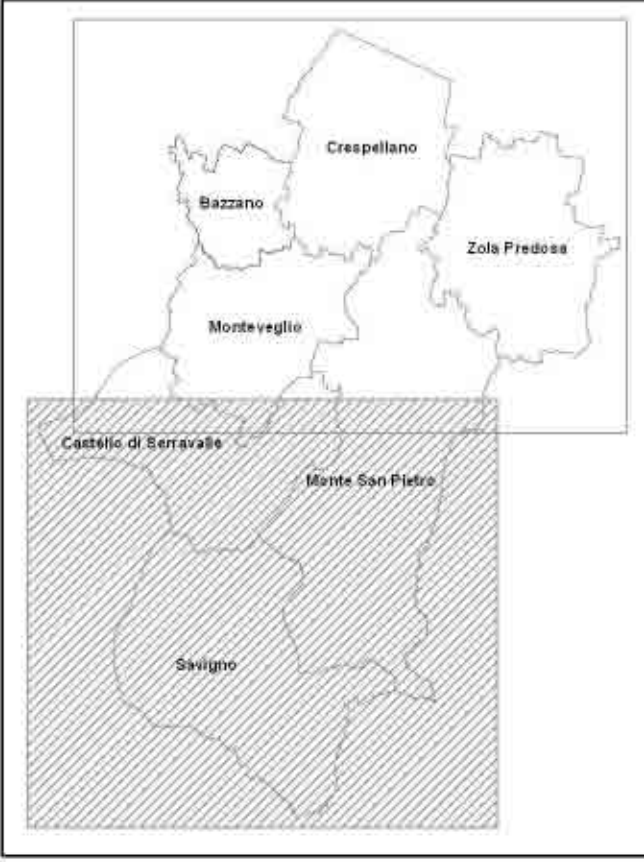 Crespellano
Bazzano
Zola Predosa
Monteveglio
Castello di Serravalle
Monte San Pietro
Savigno